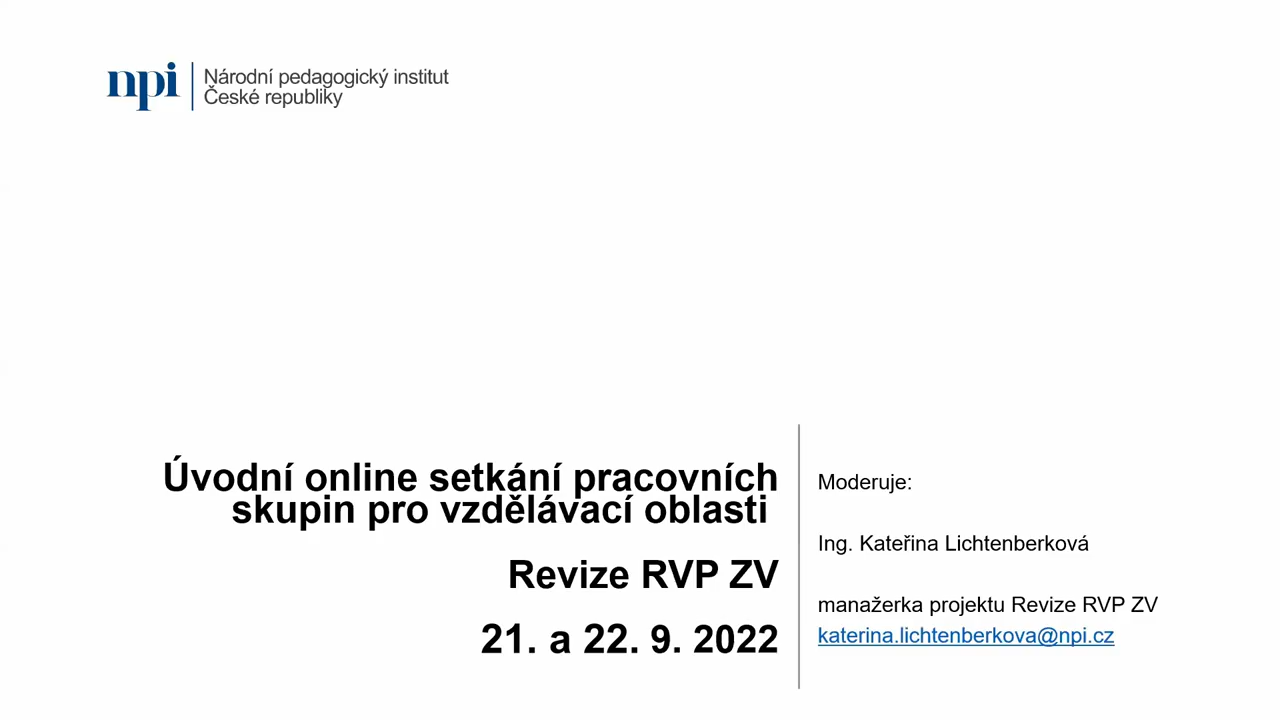 npi
Národní pedagogický institut
České republiky
Úvodní online setkání pracovních
skupin pro vzdělávací oblasti
Revize RVP ZV
21. a 22. 9. 2022
Moderuje:
Ing. Kateřina Lichtenberková
manažerka projektu Revize RVP ZV
katerina.lichtenberkova@npi.cz